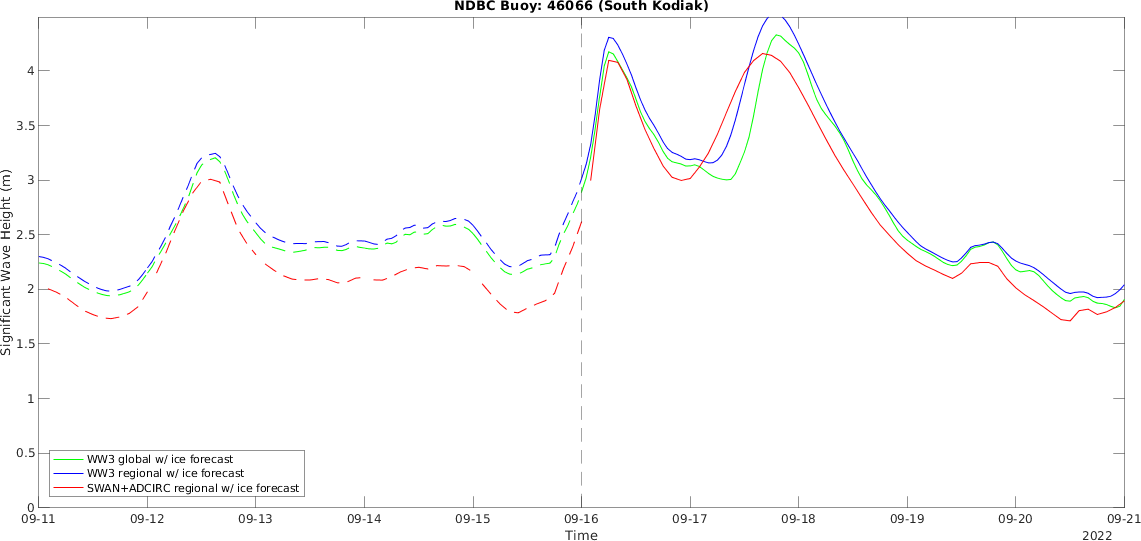 NDBC Buoy: 46066 (South Kodiak)
Significant Wave Height (m)
4
3.5
3
2.5
2
1.5
1
0.5
0
WW3 global w/ ice forecast
WW3 regional w/ ice forecast
SWAN+ADCIRC regional w/ ice forecast
09-11 09-12 09-13 09-14 09-15 09-16 09-17 09-18 09-19 09-20 09-21
Time
2022